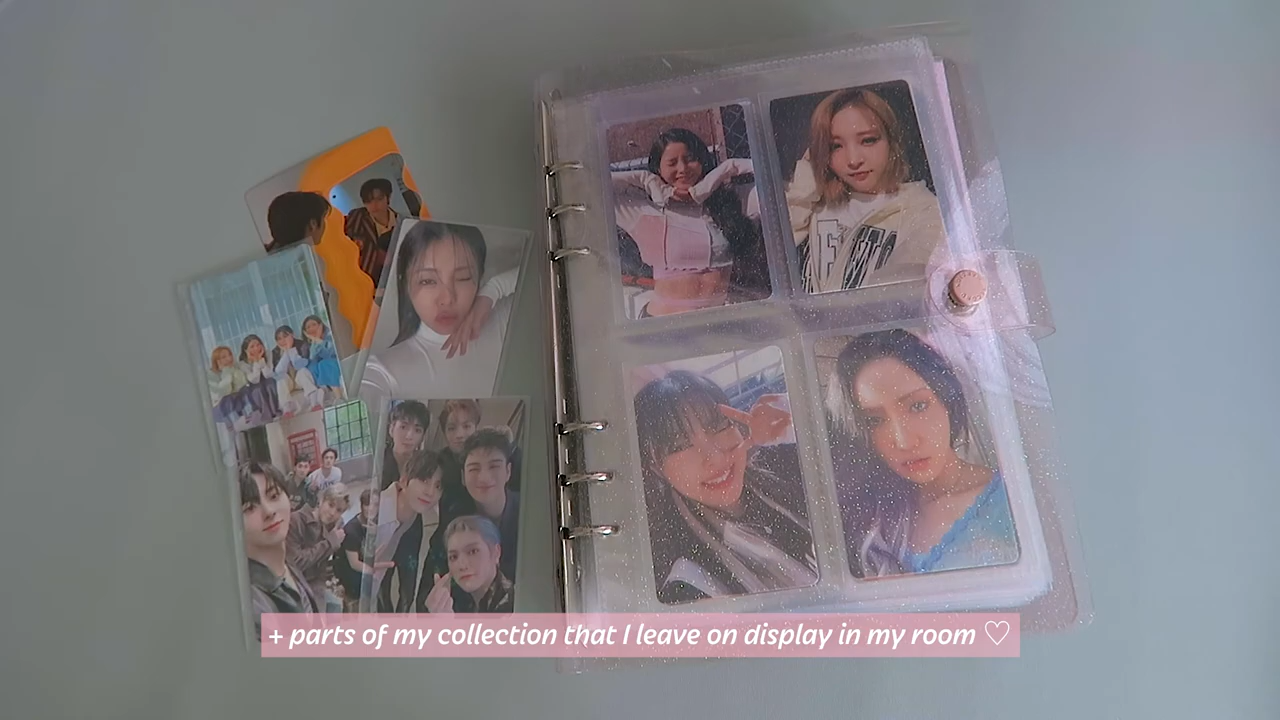 + parts of my collection that I leave on display in my room ♡